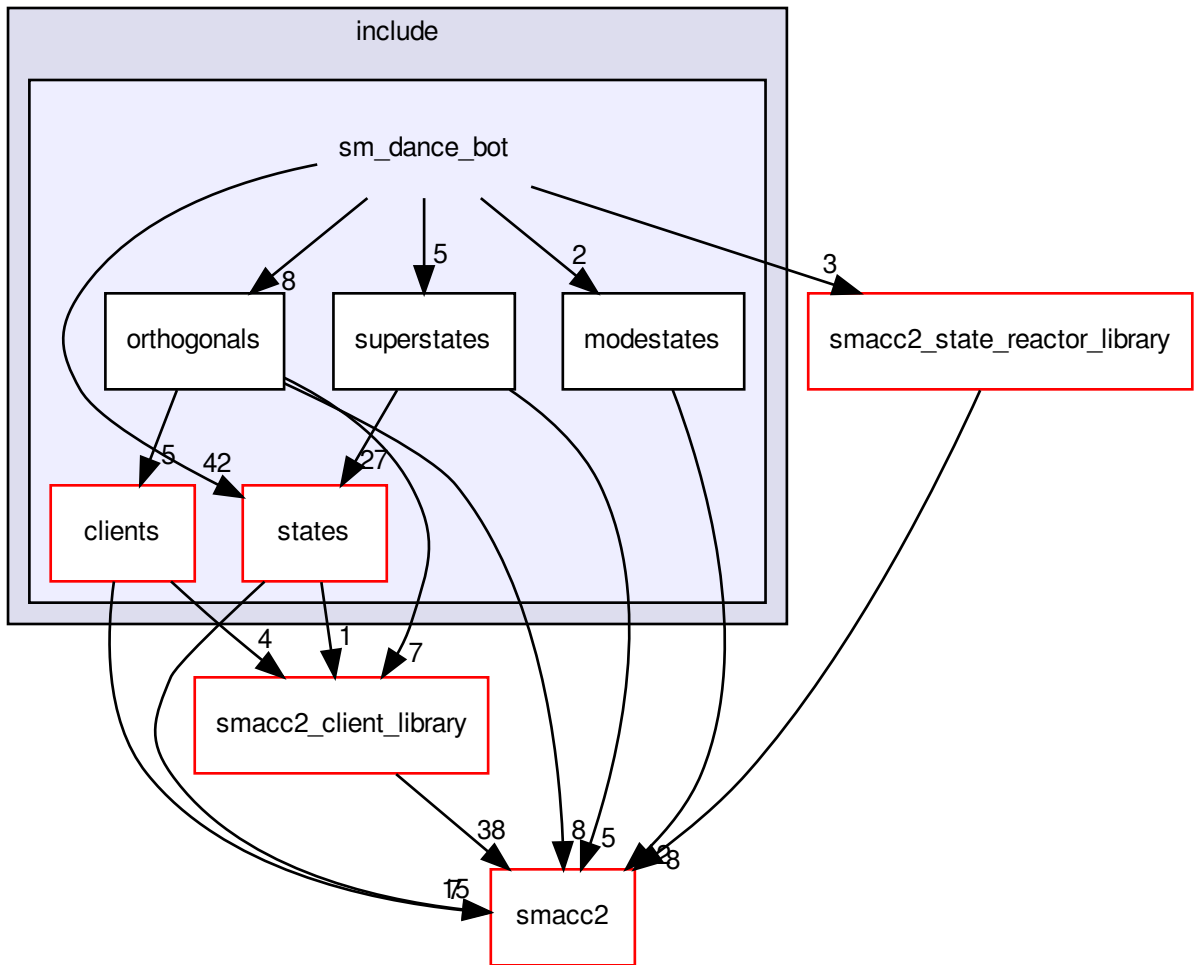 include
sm_dance_bot
8
5
2
3
orthogonals
superstates
modestates
smacc2_state_reactor_library
5
42
27
clients
states
4
1
7
smacc2_client_library
38
8
5
8
smacc2